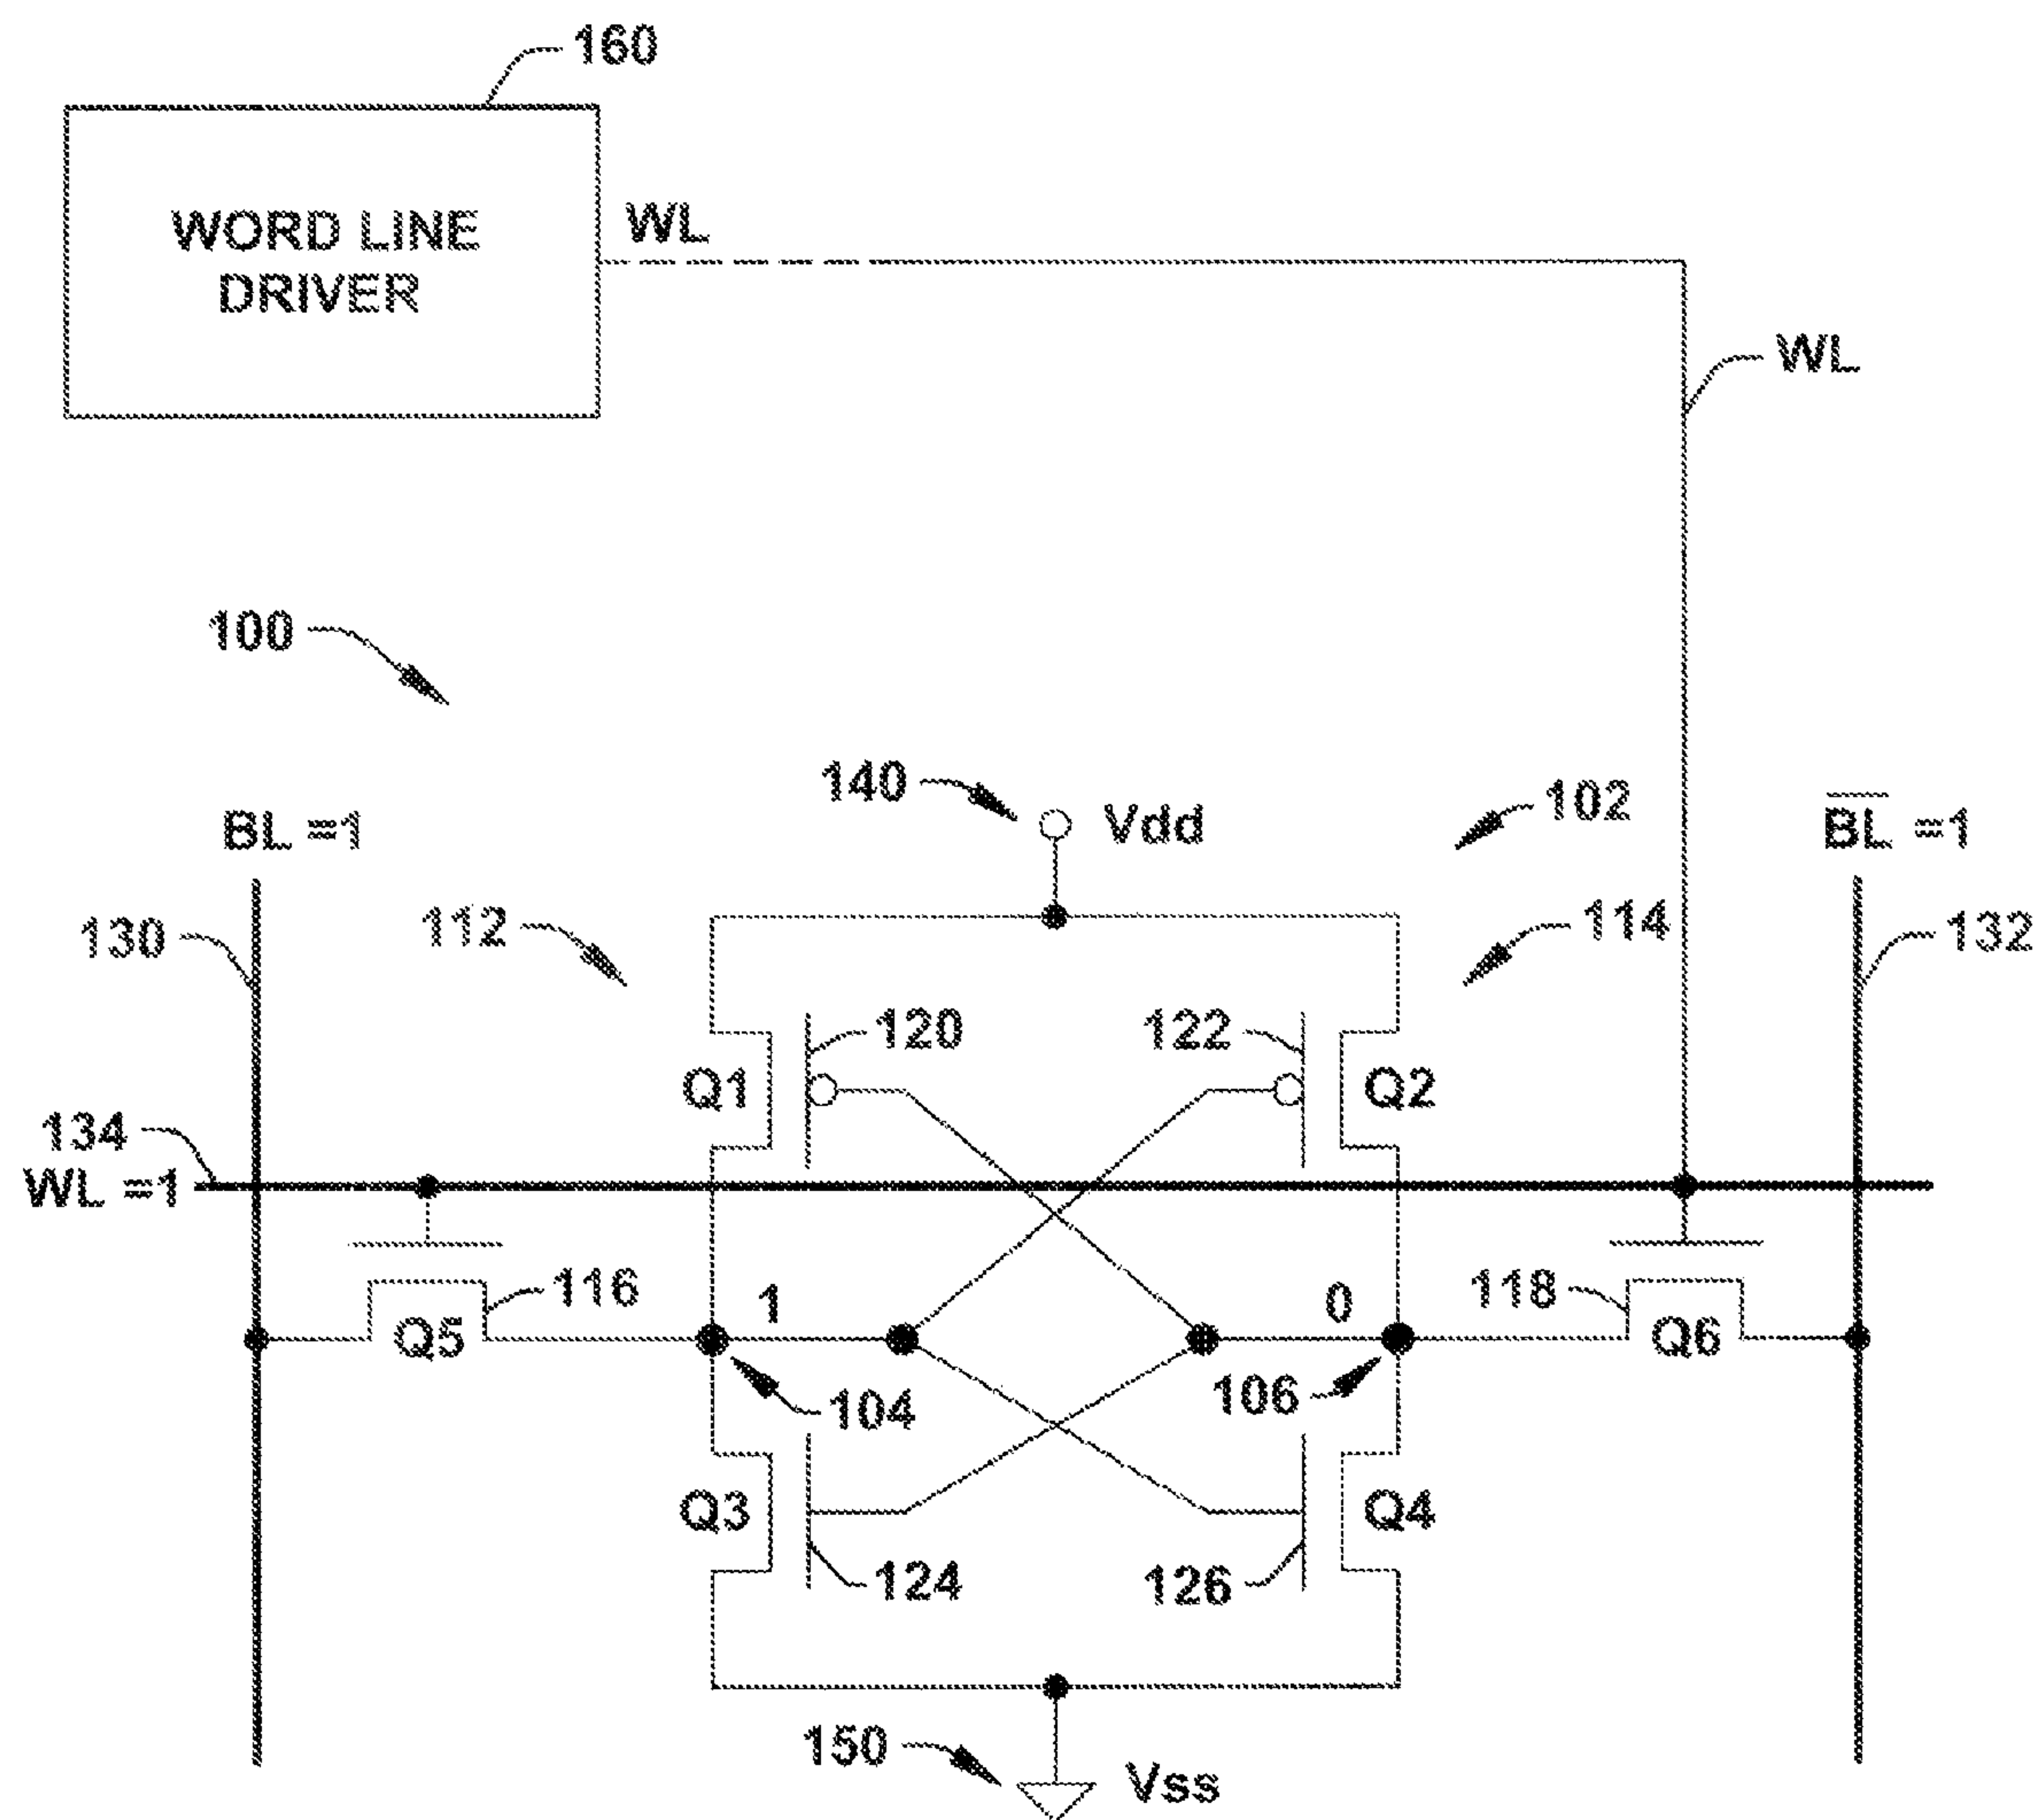 160
WORD LINE
DRIVER
WL
WL
100
140
Vdd
102
BL =1
B̅L̅ =1
130
112
114
132
120
122
Q1
Q2
134
WL =1
116
1
0
118
Q5
Q6
104
106
Q3
Q4
124
126
150
Vss